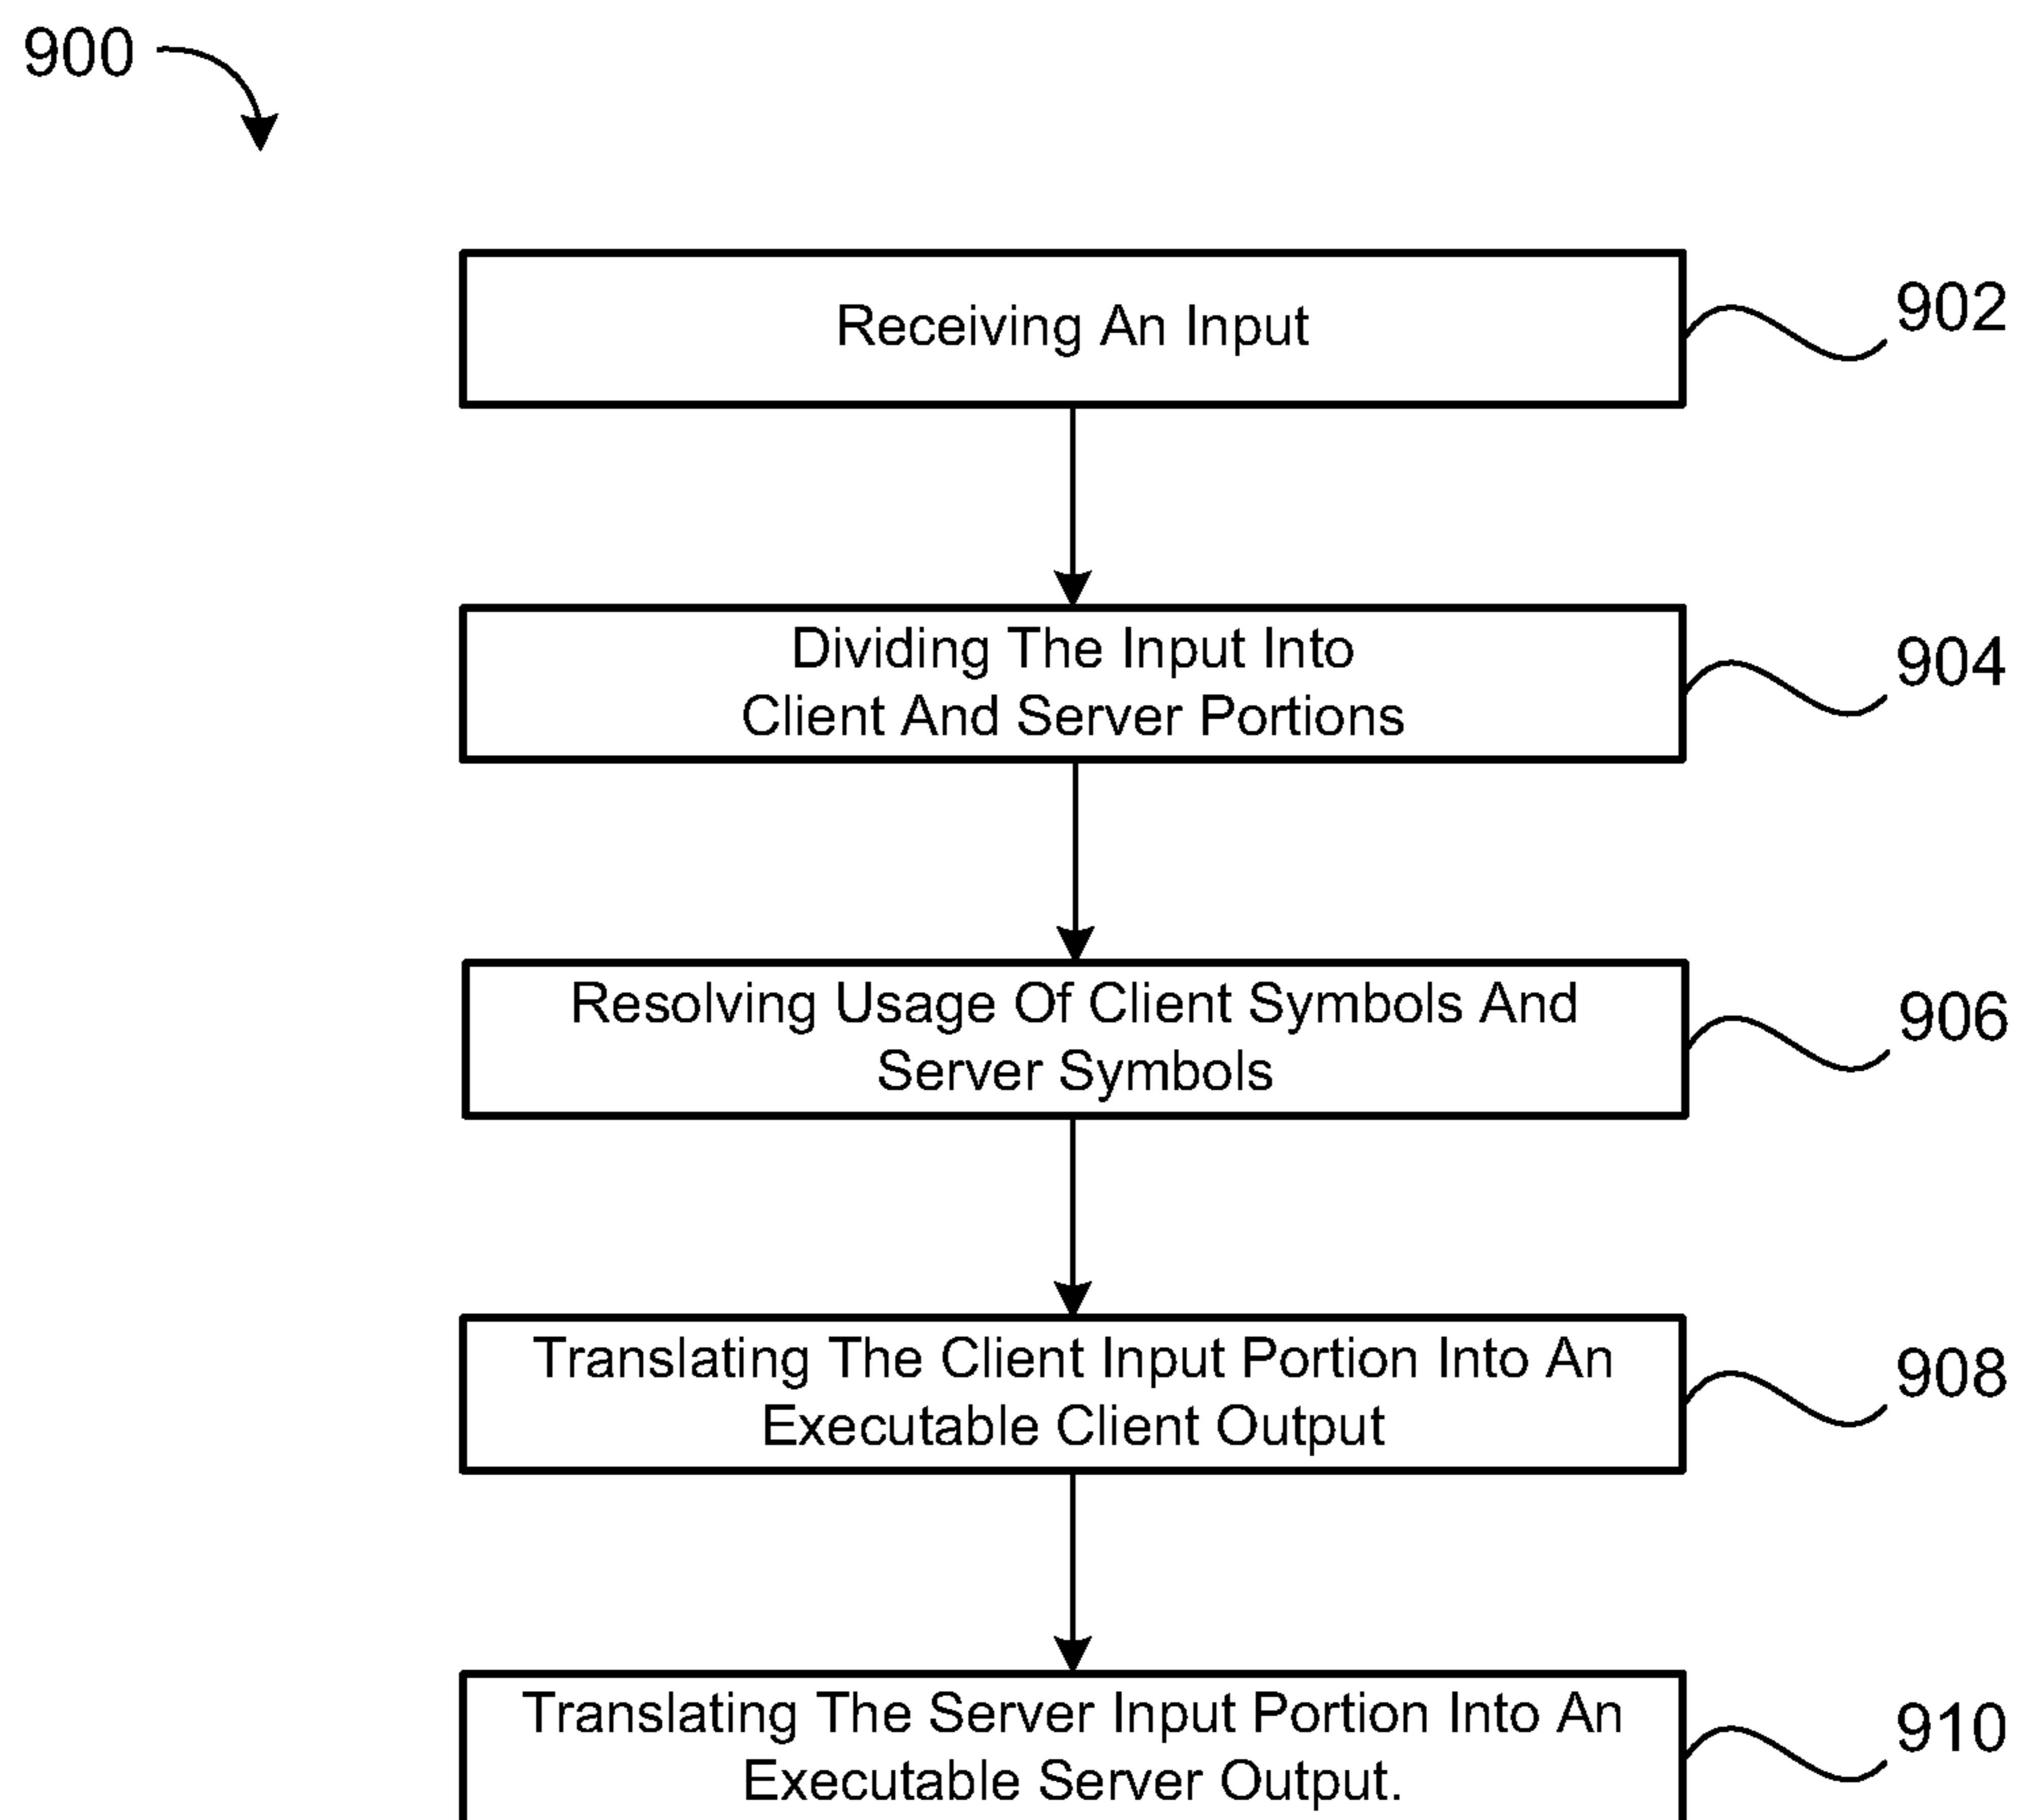 900
Receiving An Input
902
Dividing The Input Into
Client And Server Portions
904
Resolving Usage Of Client Symbols And
Server Symbols
906
Translating The Client Input Portion Into An
Executable Client Output
908
Translating The Server Input Portion Into An
Executable Server Output.
910